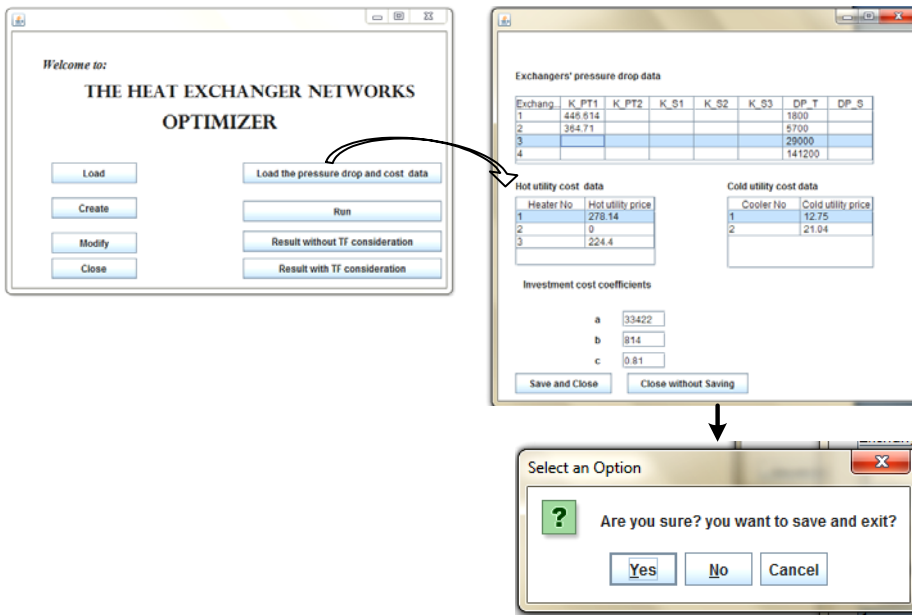 Welcome to:
THE HEAT EXCHANGER NETWORKS
OPTIMIZER
Load
Load the pressure drop and cost data
Create
Run
Modify
Result without TF consideration
Close
Result with TF consideration
Exchangers' pressure drop data
Exchang... K_PT1 K_PT2 K_S1 K_S2 K_S3 DP_T DP_S
1 446.614 1800
2 364.71 5700
3 29000
4 141200
Hot utility cost data
Heater No Hot utility price
1 278.14
2 0
3 224.4
Cold utility cost data
Cooler No Cold utility price
1 12.75
2 21.04
Investment cost coefficients
a 33422
b 814
c 0.81
Save and Close Close without Saving
Select an Option
? Are you sure? you want to save and exit?
Yes No Cancel